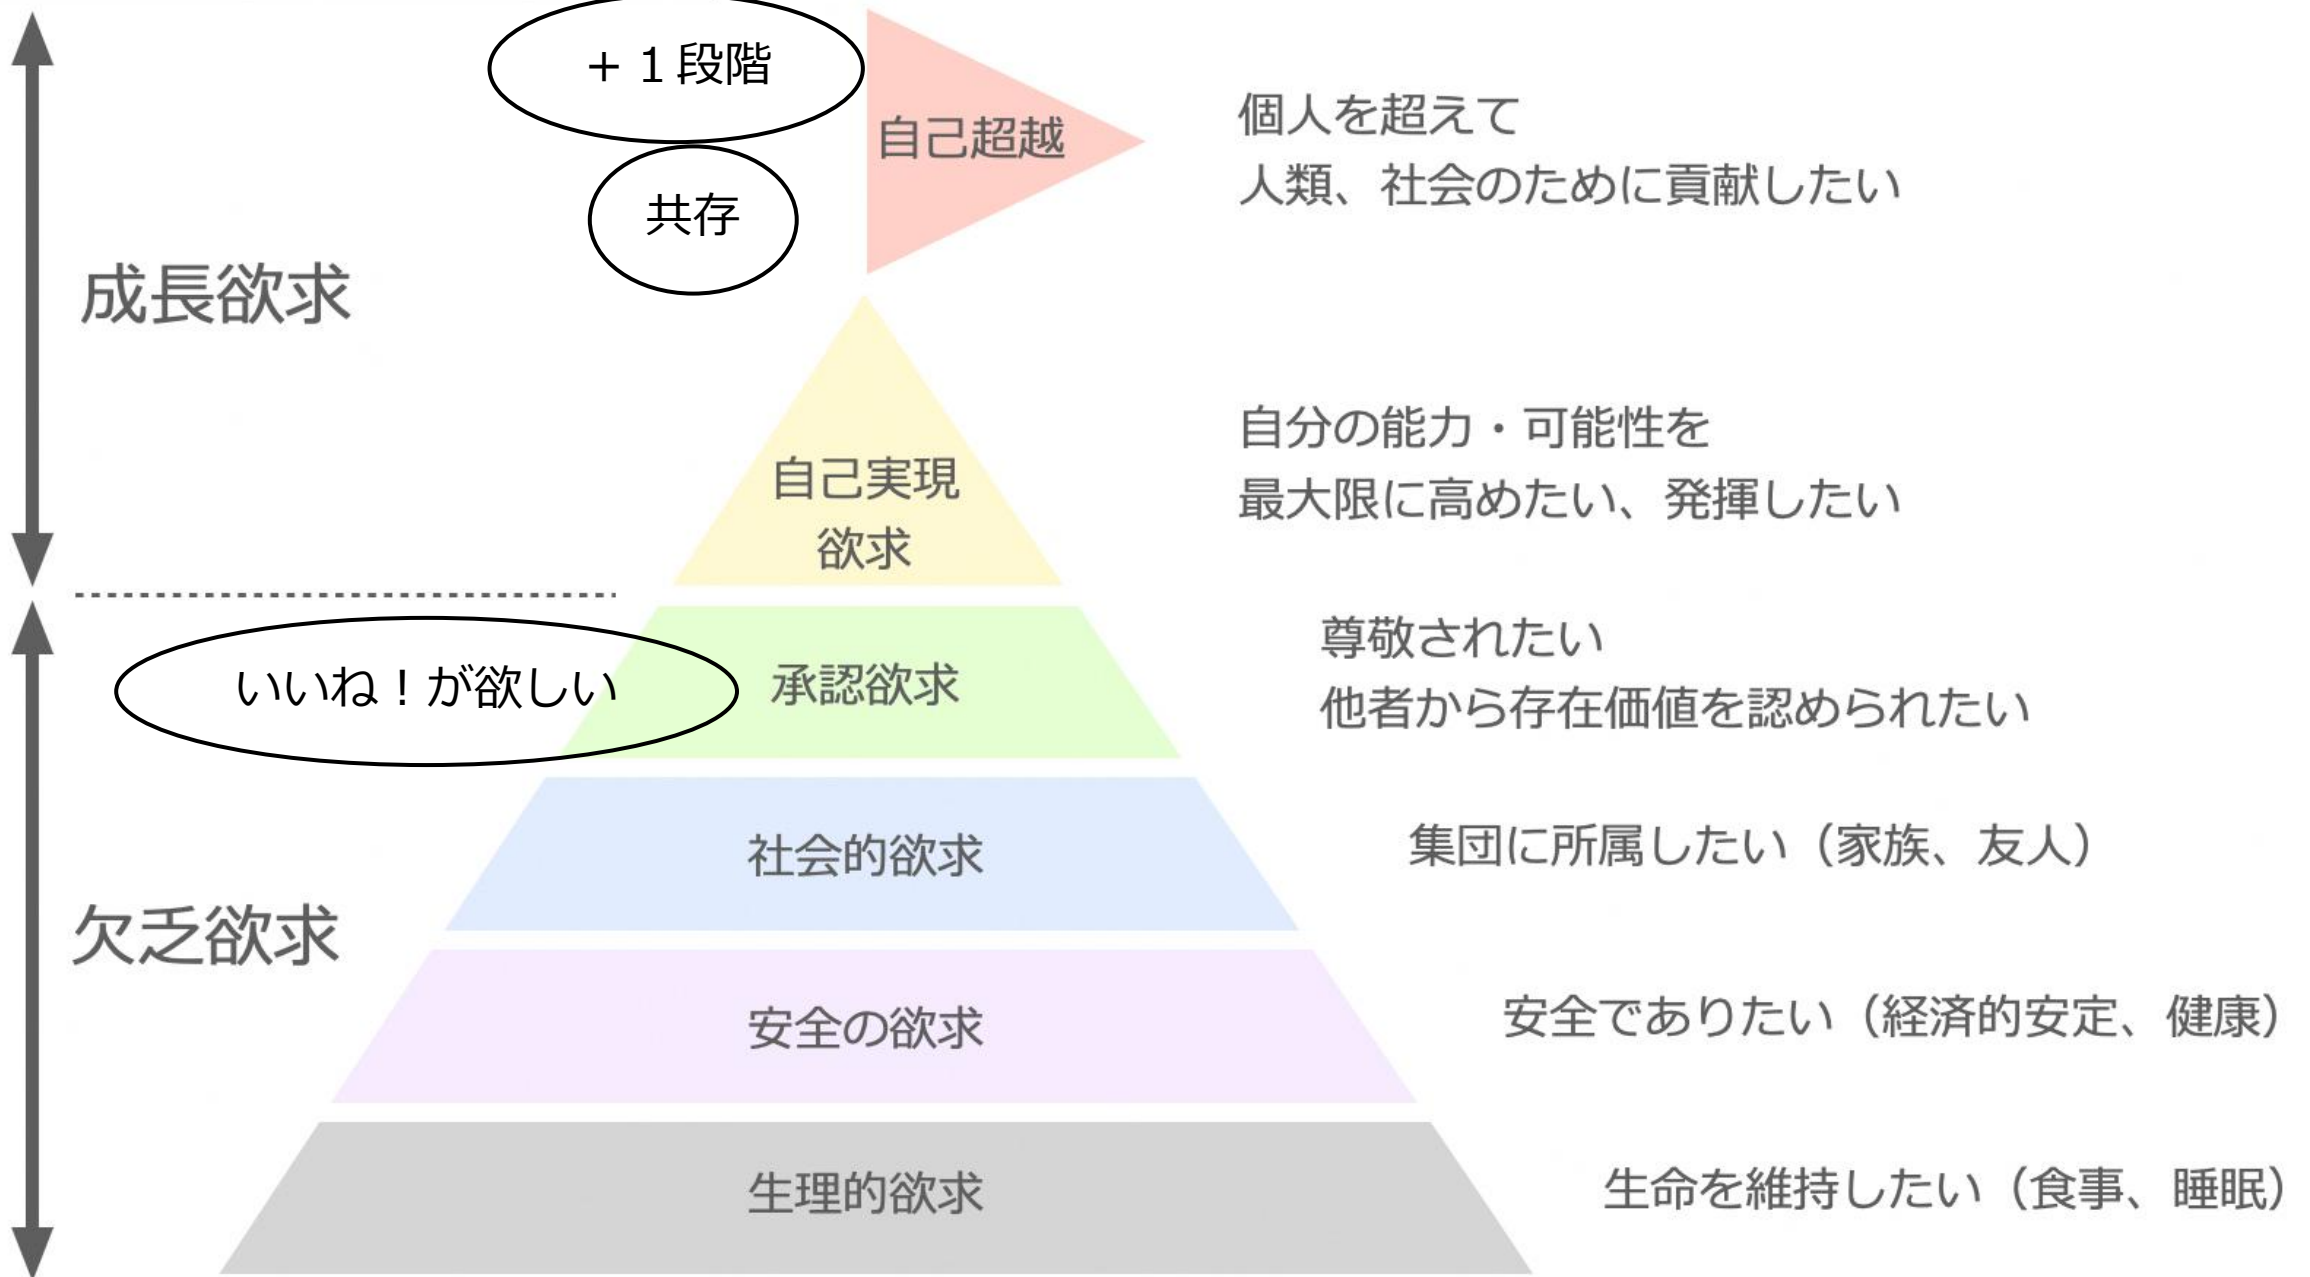 ＋１段階
自己超越
個人を超えて
人類、社会のために貢献したい
共存
成長欲求
自己実現
欲求
自分の能力・可能性を
最大限に高めたい、発揮したい
いいね！が欲しい
承認欲求
尊敬されたい
他者から存在価値を認められたい
社会的欲求
集団に所属したい（家族、友人）
欠乏欲求
安全の欲求
安全でありたい（経済的安定、健康）
生理的欲求
生命を維持したい（食事、睡眠）